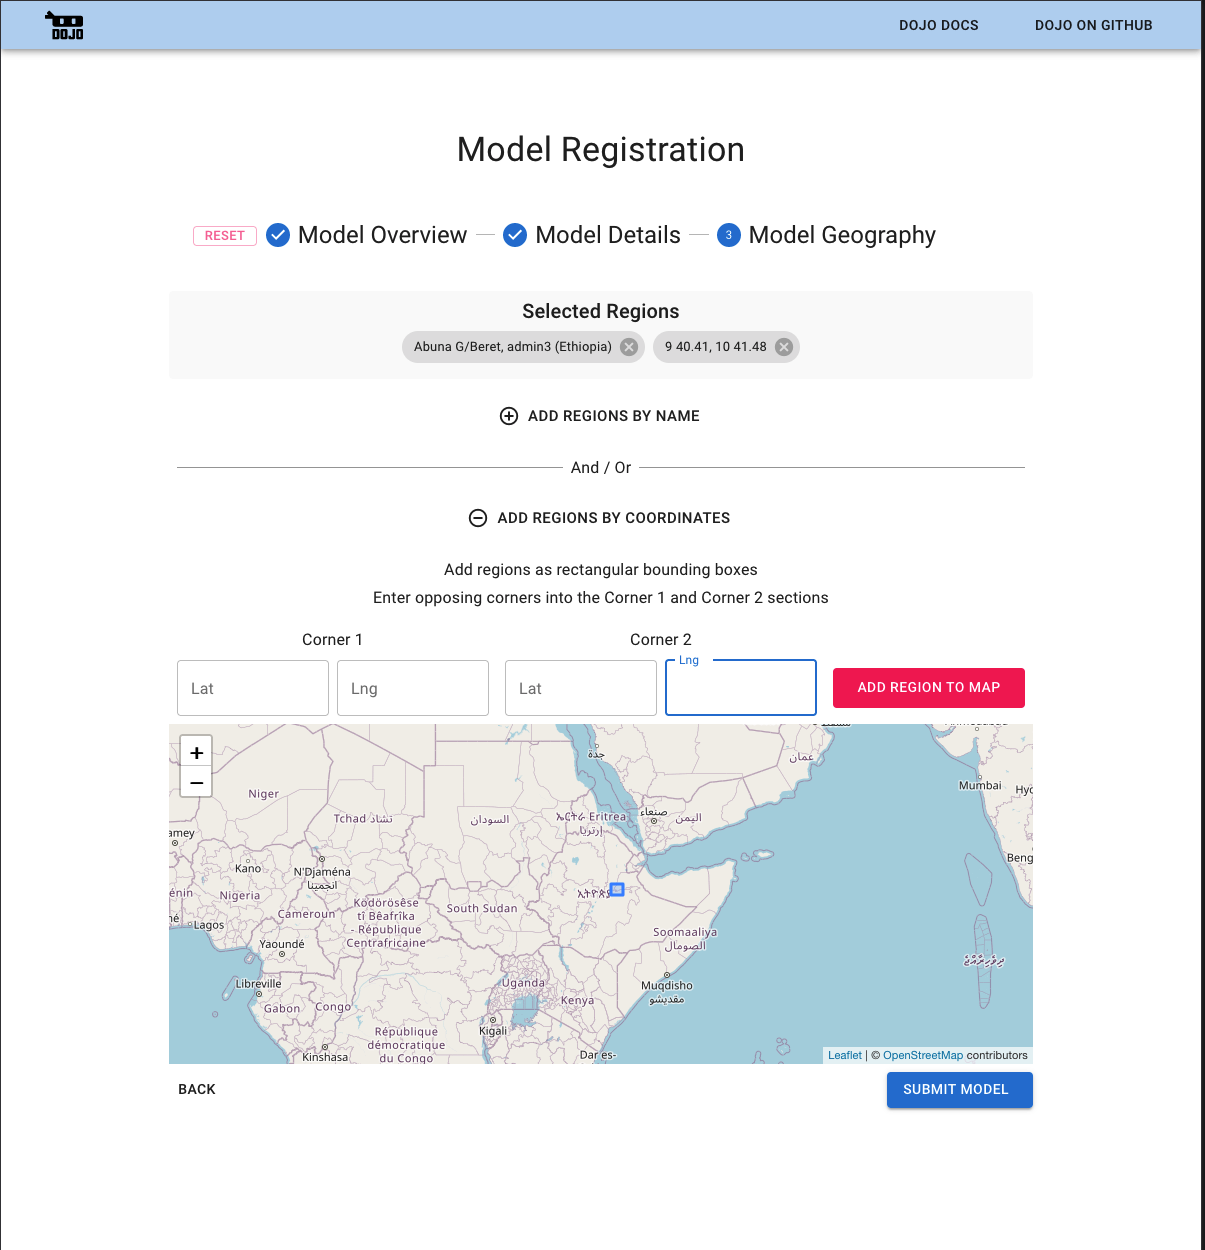 DOJO
DOJO DOCS
DOJO ON GITHUB
Model Registration
RESET
Model Overview
Model Details
3
Model Geography
Selected Regions
Abuna G/Beret, admin3 (Ethiopia)
9 40.41, 10 41.48
ADD REGIONS BY NAME
And / Or
ADD REGIONS BY COORDINATES
Add regions as rectangular bounding boxes
Enter opposing corners into the Corner 1 and Corner 2 sections
Corner 1
Corner 2
Lat
Lng
Lat
Lng
ADD REGION TO MAP
+
−
جدة
عمان
Mumbai
Niger
Tchad تشاد
السودان
ኤርትራ Eritrea
إرتريا
صنعاء
اليمن
Kano
N'Djaména
انجمينا
Nigeria
Cameroun
Ködörösêse
tî Bêafrîka
- République
Centrafricaine
South Sudan
Lagos
Yaoundé
Soomaaliya
الصومال
Libreville
Uganda
Muqdisho
مقديشو
Gabon
Congo
Kenya
Kigali
République
démocratique
du Congo
Kinshasa
Dar es-
ދިވެހިރާއްޖެ
Leaflet | © OpenStreetMap contributors
BACK
SUBMIT MODEL